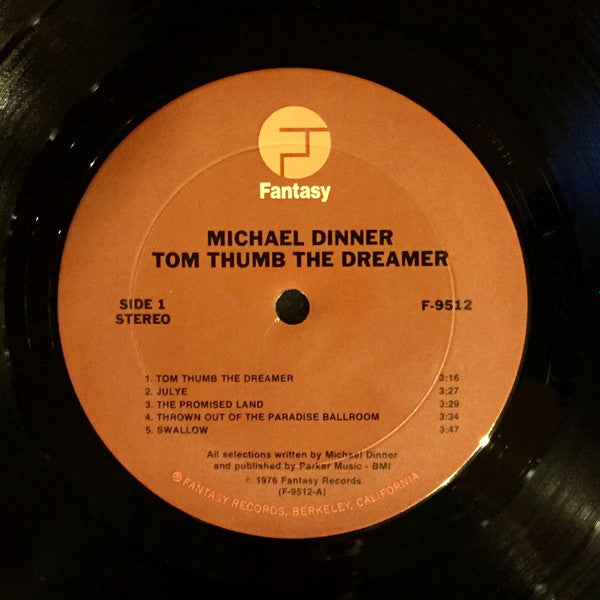 Fantasy
MICHAEL DINNER
TOM THUMB THE DREAMER
SIDE 1 F-9512
STEREO
1. TOM THUMB THE DREAMER 3:16
2. JULYE 3:27
3. THE PROMISED LAND 3:29
4. THROWN OUT OF THE PARADISE BALLROOM 3:34
5. SWALLOW 3:47
All selections written by Michael Dinner
and published by Parker Music - BMI
℗ 1976 Fantasy Records
(F-9512-A)
® FANTASY RECORDS, BERKELEY, CALIFORNIA